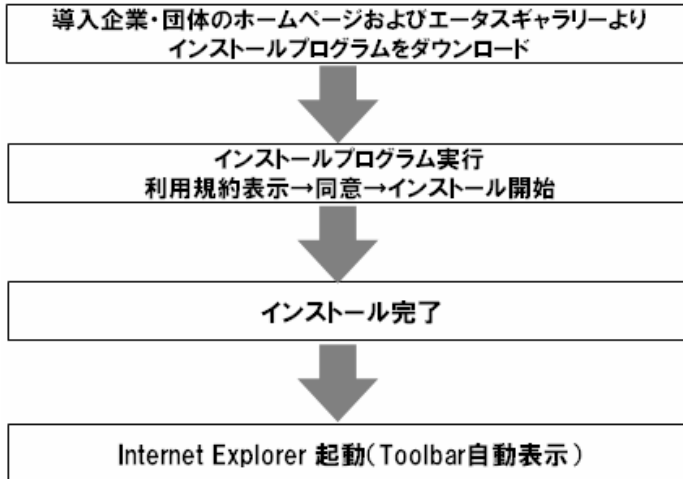 導入企業・団体のホームページおよびエータスギャラリーより
インストールプログラムをダウンロード
インストールプログラム実行
利用規約表示→同意→インストール開始
インストール完了
Internet Explorer 起動(Toolbar自動表示)